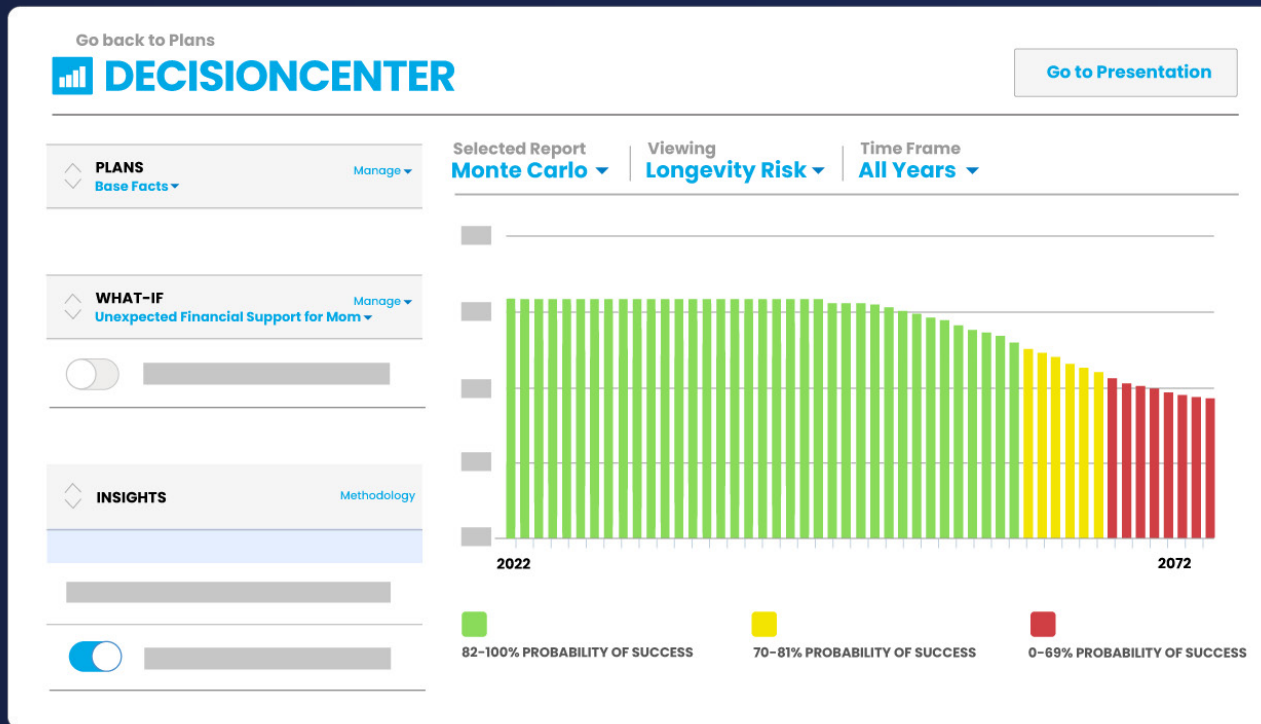 Go back to Plans
DECISIONCENTER
Go to Presentation
PLANS
Manage
Base Facts
WHAT-IF
Manage
Unexpected Financial Support for Mom
INSIGHTS
Methodology
Selected Report
Monte Carlo
Viewing
Longevity Risk
Time Frame
All Years
2022
2072
82-100% PROBABILITY OF SUCCESS
70-81% PROBABILITY OF SUCCESS
0-69% PROBABILITY OF SUCCESS